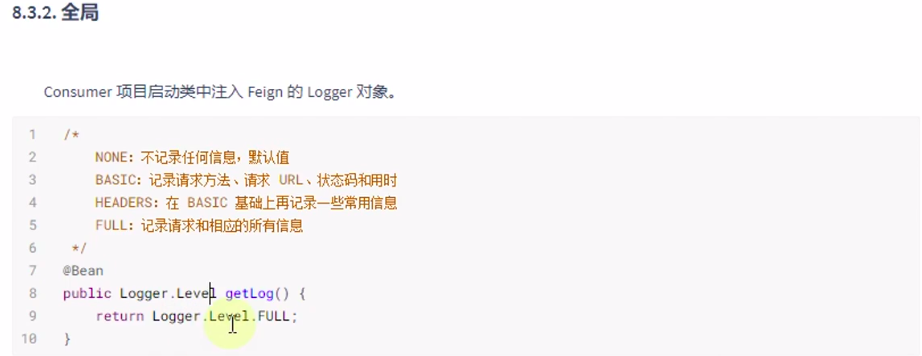 8.3.2. 全局
Consumer 项目启动类中注入 Feign 的 Logger 对象。
1 /*
2 NONE：不记录任何信息，默认值
3 BASIC：记录请求方法、请求 URL、状态码和用时
4 HEADERS：在 BASIC 基础上再记录一些常用信息
5 FULL：记录请求和相应的所有信息
6 */
7 @Bean
8 public Logger.Level getLog() {
9 return Logger.Level.FULL;
10 }